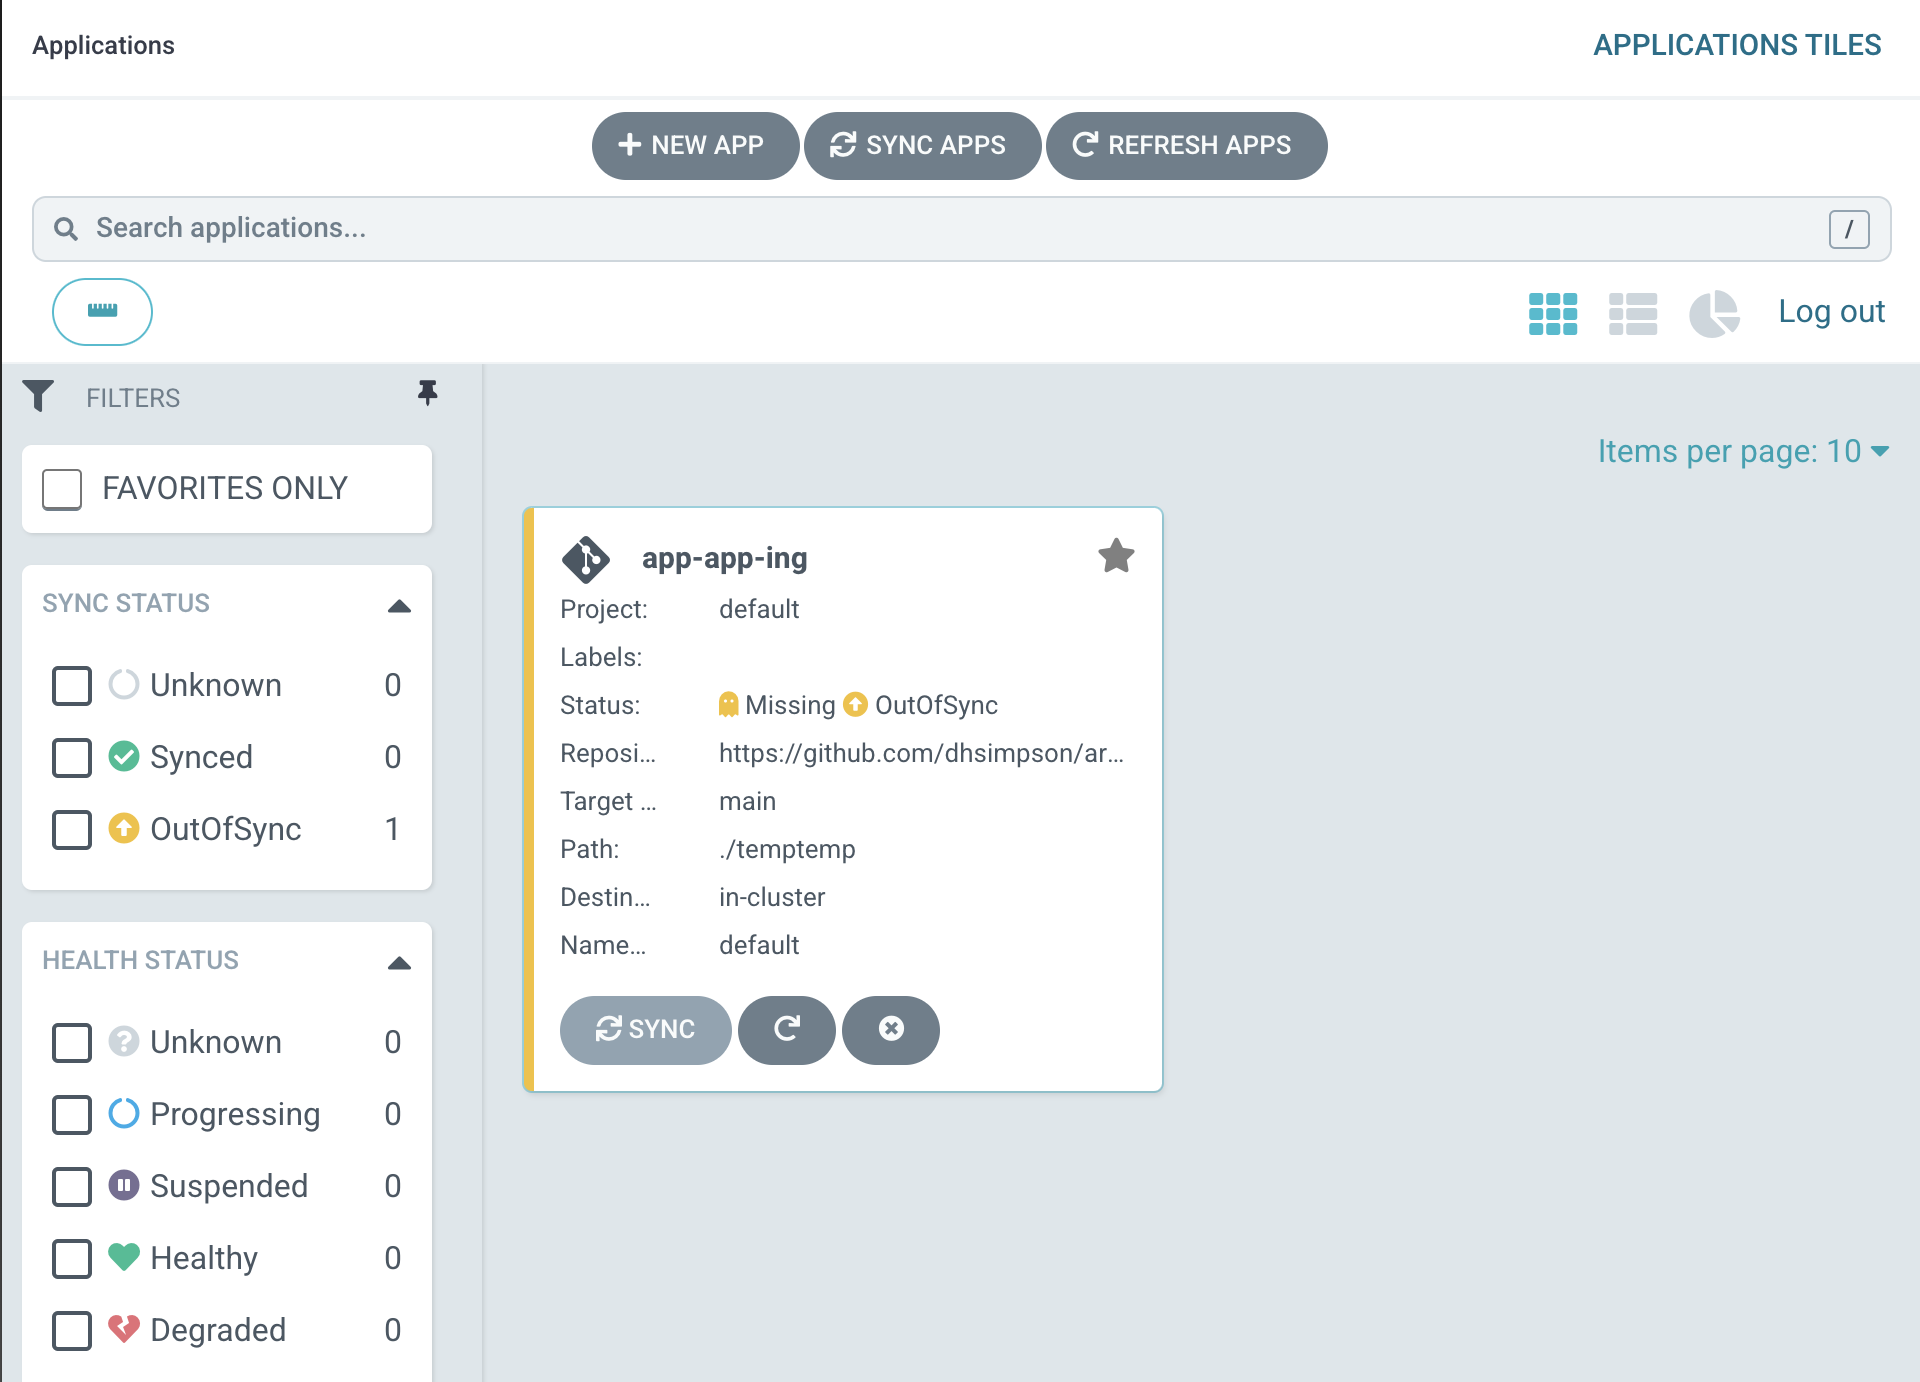 Applications
APPLICATIONS TILES
NEW APP
SYNC APPS
REFRESH APPS
Search applications...
/
Log out
FILTERS
FAVORITES ONLY
SYNC STATUS
Unknown 0
Synced 0
OutOfSync 1
HEALTH STATUS
Unknown 0
Progressing 0
Suspended 0
Healthy 0
Degraded 0
Items per page: 10
app-app-ing
Project: default
Labels:
Status: Missing OutOfSync
Reposi... https://github.com/dhsimpson/ar...
Target ... main
Path: ./temptemp
Destin... in-cluster
Name... default
SYNC